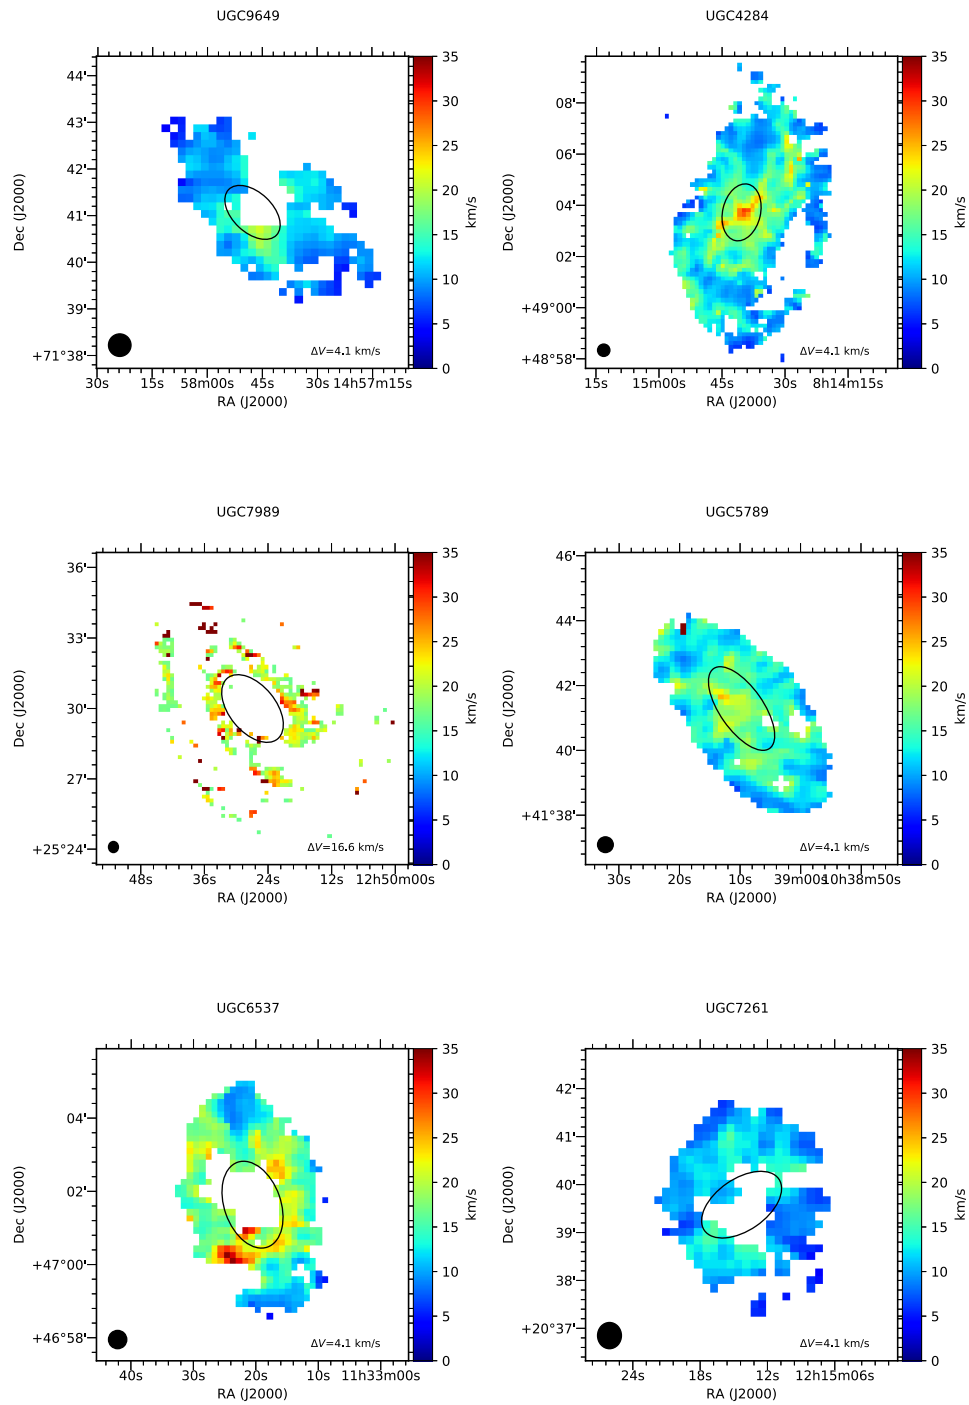 UGC9649
44'
43'
42'
41'
40'
39'
+71°38'
Dec (J2000)
30s 15s 58m00s 45s 30s 14h57m15s
RA (J2000)
ΔV=4.1 km/s
35
30
25
20
15
10
5
0
km/s
UGC4284
08'
06'
04'
02'
+49°00'
+48°58'
Dec (J2000)
15s 15m00s 45s 30s 8h14m15s
RA (J2000)
ΔV=4.1 km/s
35
30
25
20
15
10
5
0
km/s
UGC7989
36'
33'
30'
27'
+25°24'
Dec (J2000)
48s 36s 24s 12s 12h50m00s
RA (J2000)
ΔV=16.6 km/s
35
30
25
20
15
10
5
0
km/s
UGC5789
46'
44'
42'
40'
+41°38'
Dec (J2000)
30s 20s 10s 39m00s 10h38m50s
RA (J2000)
ΔV=4.1 km/s
35
30
25
20
15
10
5
0
km/s
UGC6537
04'
02'
+47°00'
+46°58'
Dec (J2000)
40s 20s 10s 11h33m00s
RA (J2000)
ΔV=4.1 km/s
35
30
25
20
15
10
5
0
km/s
UGC7261
42'
41'
40'
39'
38'
+20°37'
Dec (J2000)
24s 18s 12s 12h15m06s
RA (J2000)
ΔV=4.1 km/s
35
30
25
20
15
10
5
0
km/s